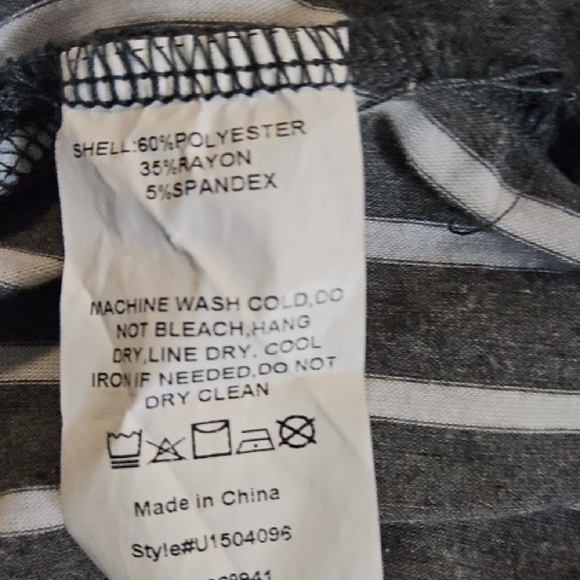 SHELL:60%POLYESTER
35%RAYON
5%SPANDEX
MACHINE WASH COLD,DO
NOT BLEACH,HANG
DRY,LINE DRY. COOL
IRON IF NEEDED,DO NOT
DRY CLEAN
Made in China
Style#U1504096